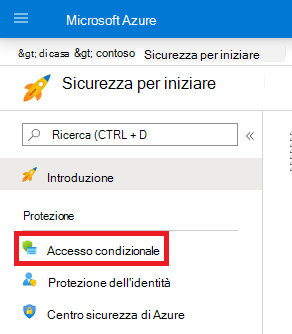 Microsoft Azure
&gt; di casa &gt; contoso Sicurezza per iniziare
Sicurezza per iniziare
Ricerca (CTRL + D
Introduzione
Protezione
Accesso condizionale
Protezione dell'identità
Centro sicurezza di Azure